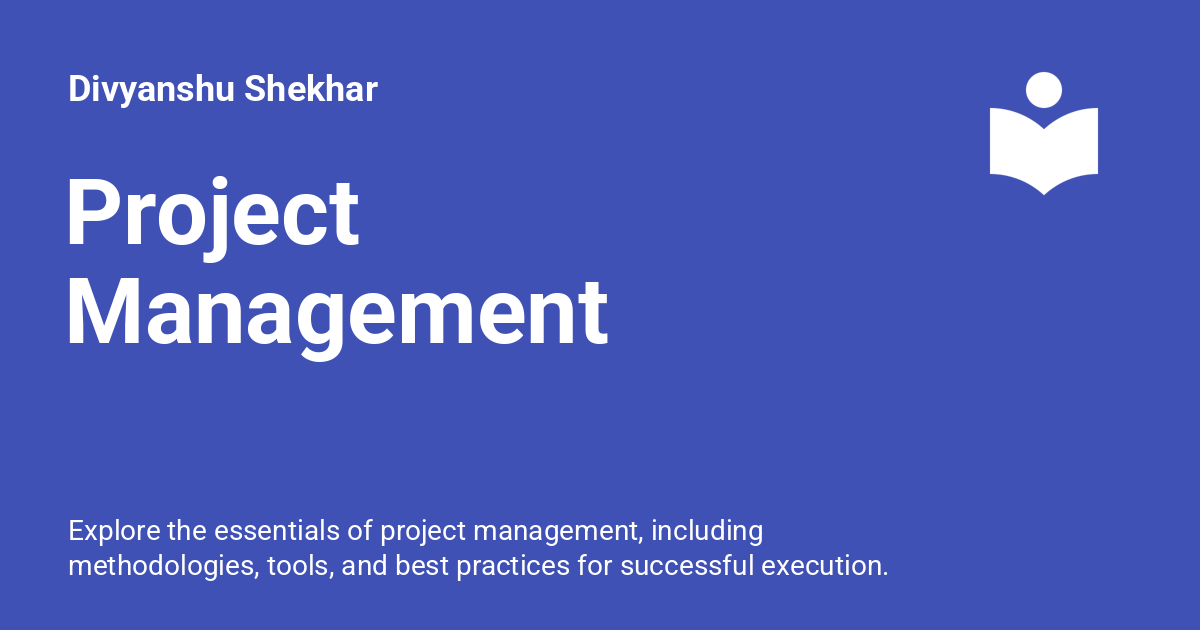 Divyanshu Shekhar
Project
Management
Explore the essentials of project management, including
methodologies, tools, and best practices for successful execution.